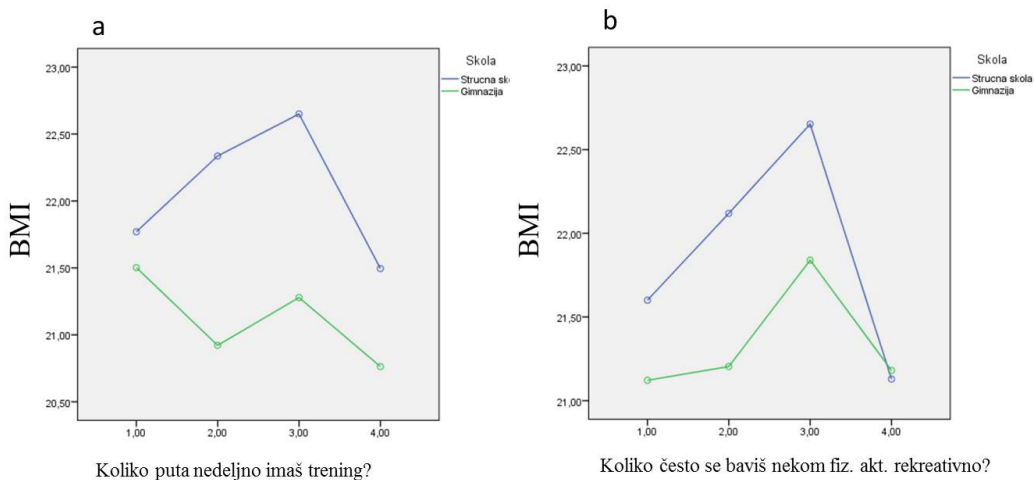 a
Skola
Strucna sk
Gimnazija
23,00
22,50
22,00
21,50
21,00
20,50
BMI
1,00 2,00 3,00 4,00
Koliko puta nedeljno imaš trening?
b
Skola
Strucna skola
Gimnazija
23,00
22,50
22,00
21,50
21,00
BMI
1,00 2,00 3,00 4,00
Koliko često se baviš nekom fiz. akt. rekreativno?